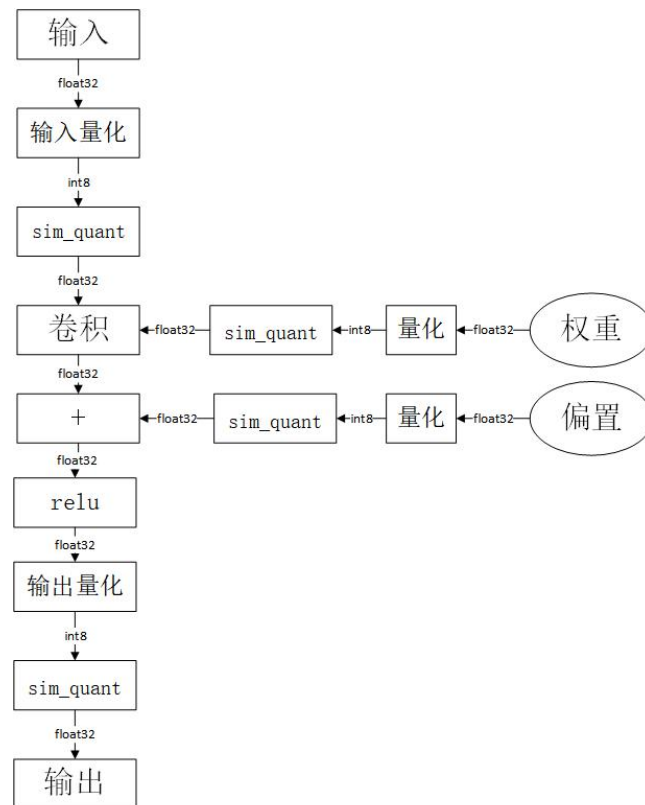 输入
float32
输入量化
int8
sim_quant
float32
卷积 float32 sim_quant int8 量化 float32 权重
float32
+ float32 sim_quant int8 量化 float32 偏置
float32
relu
float32
输出量化
int8
sim_quant
float32
输出